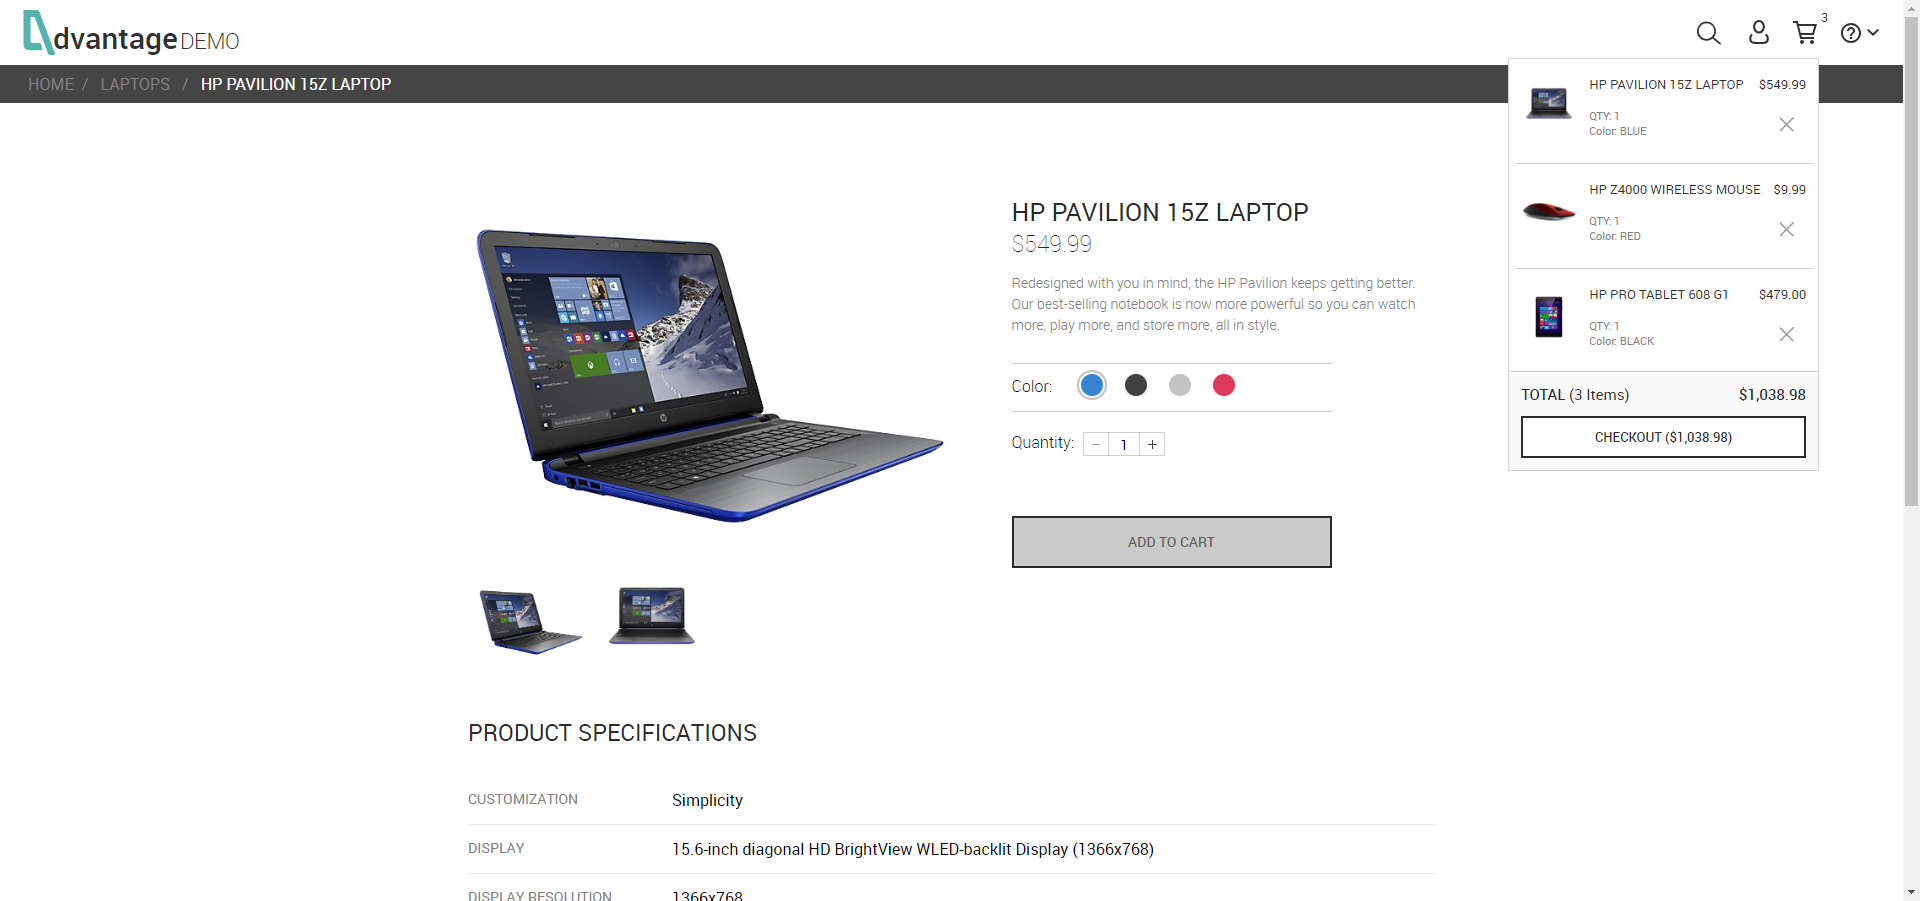 dvantage DEMO
3
HOME / LAPTOPS / HP PAVILION 15Z LAPTOP
HP PAVILION 15Z LAPTOP $549.99
QTY: 1
Color: BLUE
HP Z4000 WIRELESS MOUSE $9.99
QTY: 1
Color: RED
HP PRO TABLET 608 G1 $479.00
QTY: 1
Color: BLACK
TOTAL (3 Items) $1,038.98
CHECKOUT ($1,038.98)
HP PAVILION 15Z LAPTOP
$549.99
Redesigned with you in mind, the HP Pavilion keeps getting better.
Our best-selling notebook is now more powerful so you can watch
more, play more, and store more, all in style.
Color:
Quantity: − 1 +
ADD TO CART
PRODUCT SPECIFICATIONS
CUSTOMIZATION Simplicity
DISPLAY 15.6-inch diagonal HD BrightView WLED-backlit Display (1366x768)
DISPLAY RESOLUTION 1366x768